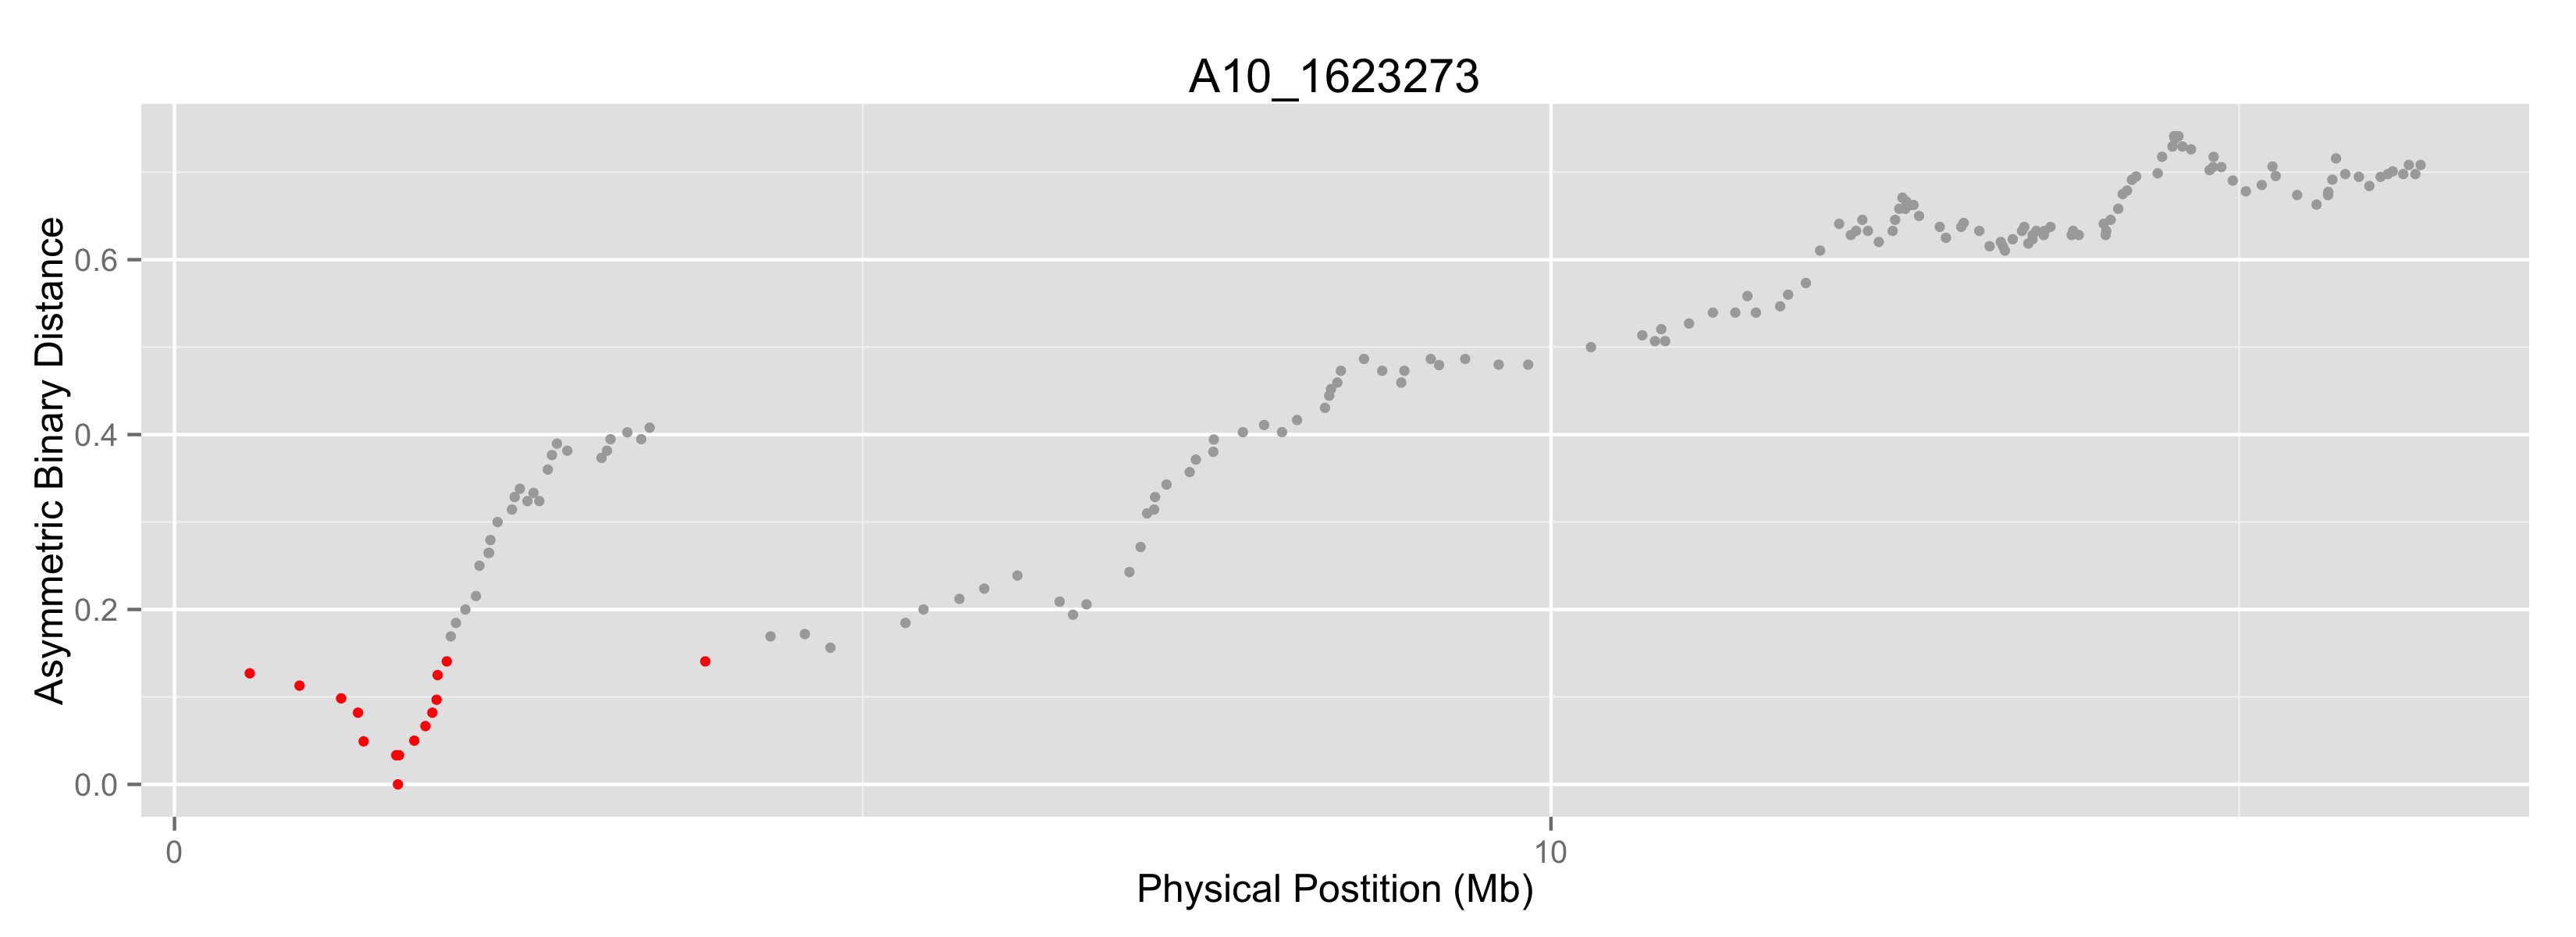 A10_1623273
Asymmetric Binary Distance
0.6
0.4
0.2
0.0
0
10
Physical Postition (Mb)